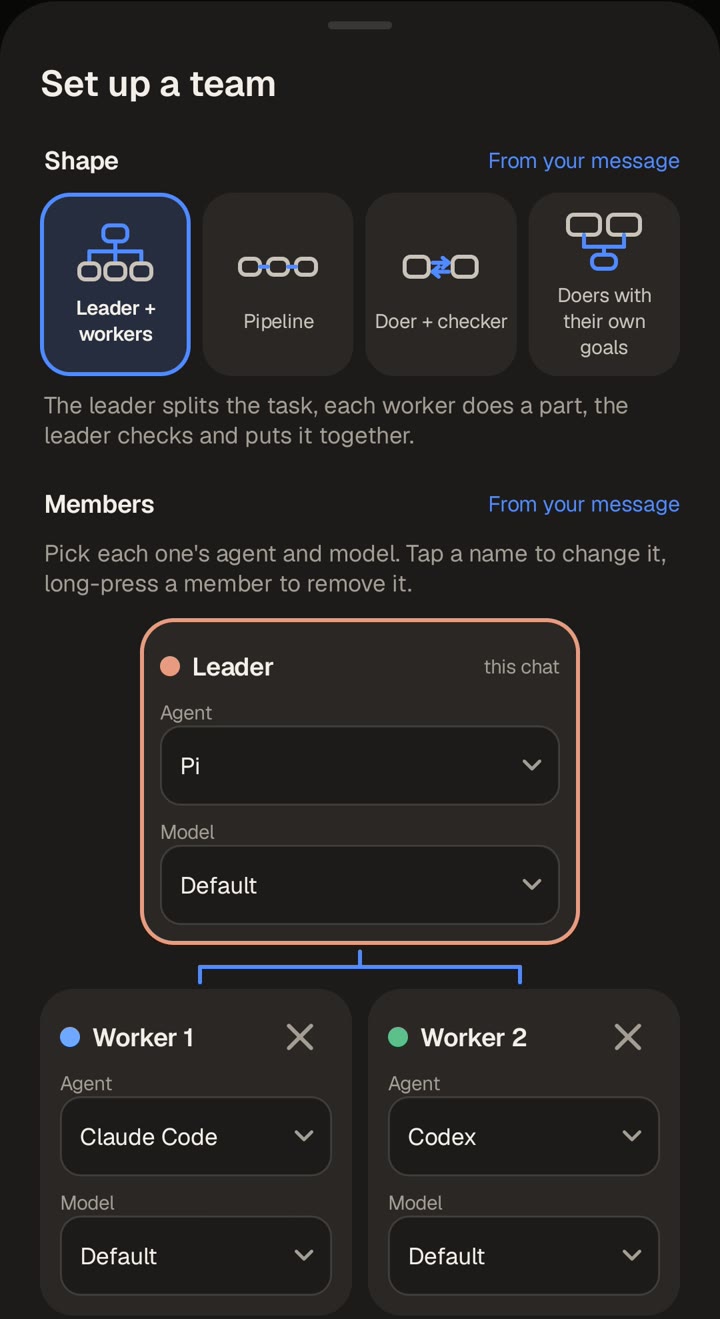 Set up a team
Shape
From your message
Leader +
workers
Pipeline
Doer + checker
Doers with
their own
goals
The leader splits the task, each worker does a part, the
leader checks and puts it together.
Members
From your message
Pick each one's agent and model. Tap a name to change it,
long-press a member to remove it.
Leader
this chat
Agent
Pi
Model
Default
Worker 1
Agent
Claude Code
Model
Default
Worker 2
Agent
Codex
Model
Default